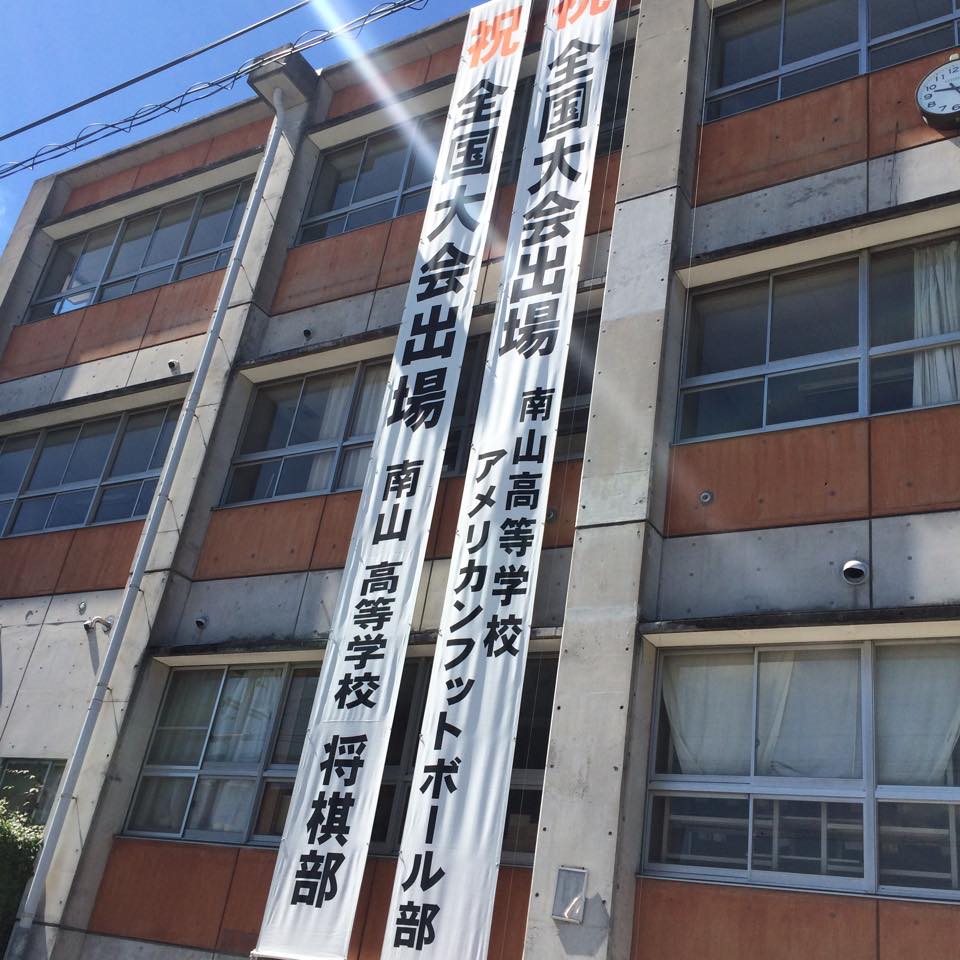 祝 全国大会出場 南山高等学校
アメリカンフットボール部
祝 全国大会出場 南山 高等学校 将棋部